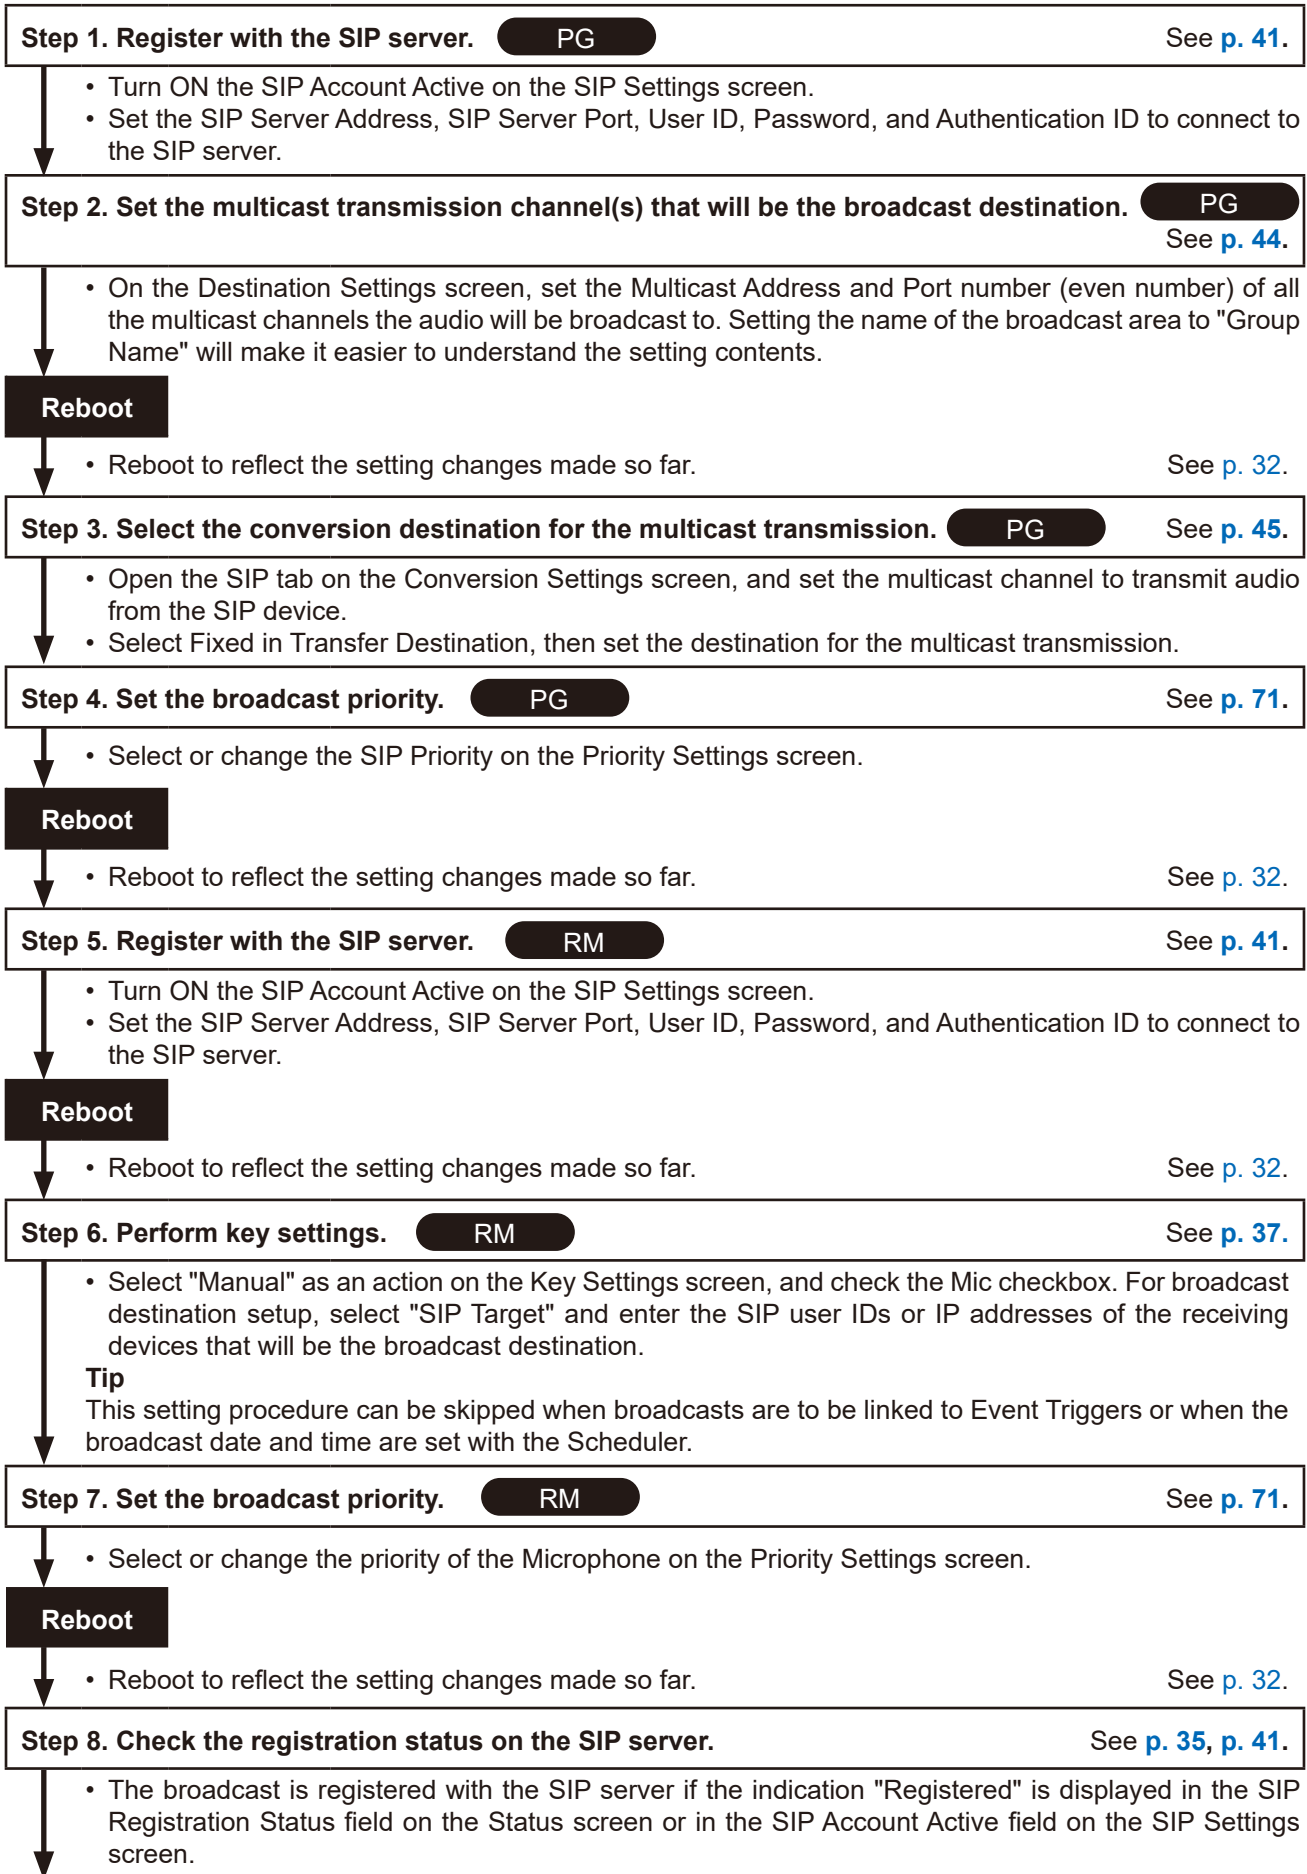 Step 1. Register with the SIP server. PG See p. 41.
• Turn ON the SIP Account Active on the SIP Settings screen.
• Set the SIP Server Address, SIP Server Port, User ID, Password, and Authentication ID to connect to
the SIP server.
Step 2. Set the multicast transmission channel(s) that will be the broadcast destination. PG
See p. 44.
• On the Destination Settings screen, set the Multicast Address and Port number (even number) of all
the multicast channels the audio will be broadcast to. Setting the name of the broadcast area to "Group
Name" will make it easier to understand the setting contents.
Reboot
• Reboot to reflect the setting changes made so far. See p. 32.
Step 3. Select the conversion destination for the multicast transmission. PG See p. 45.
• Open the SIP tab on the Conversion Settings screen, and set the multicast channel to transmit audio
from the SIP device.
• Select Fixed in Transfer Destination, then set the destination for the multicast transmission.
Step 4. Set the broadcast priority. PG See p. 71.
• Select or change the SIP Priority on the Priority Settings screen.
Reboot
• Reboot to reflect the setting changes made so far. See p. 32.
Step 5. Register with the SIP server. RM See p. 41.
• Turn ON the SIP Account Active on the SIP Settings screen.
• Set the SIP Server Address, SIP Server Port, User ID, Password, and Authentication ID to connect to
the SIP server.
Reboot
• Reboot to reflect the setting changes made so far. See p. 32.
Step 6. Perform key settings. RM See p. 37.
• Select "Manual" as an action on the Key Settings screen, and check the Mic checkbox. For broadcast
destination setup, select "SIP Target" and enter the SIP user IDs or IP addresses of the receiving
devices that will be the broadcast destination.
Tip
This setting procedure can be skipped when broadcasts are to be linked to Event Triggers or when the
broadcast date and time are set with the Scheduler.
Step 7. Set the broadcast priority. RM See p. 71.
• Select or change the priority of the Microphone on the Priority Settings screen.
Reboot
• Reboot to reflect the setting changes made so far. See p. 32.
Step 8. Check the registration status on the SIP server. See p. 35, p. 41.
• The broadcast is registered with the SIP server if the indication "Registered" is displayed in the SIP
Registration Status field on the Status screen or in the SIP Account Active field on the SIP Settings
screen.